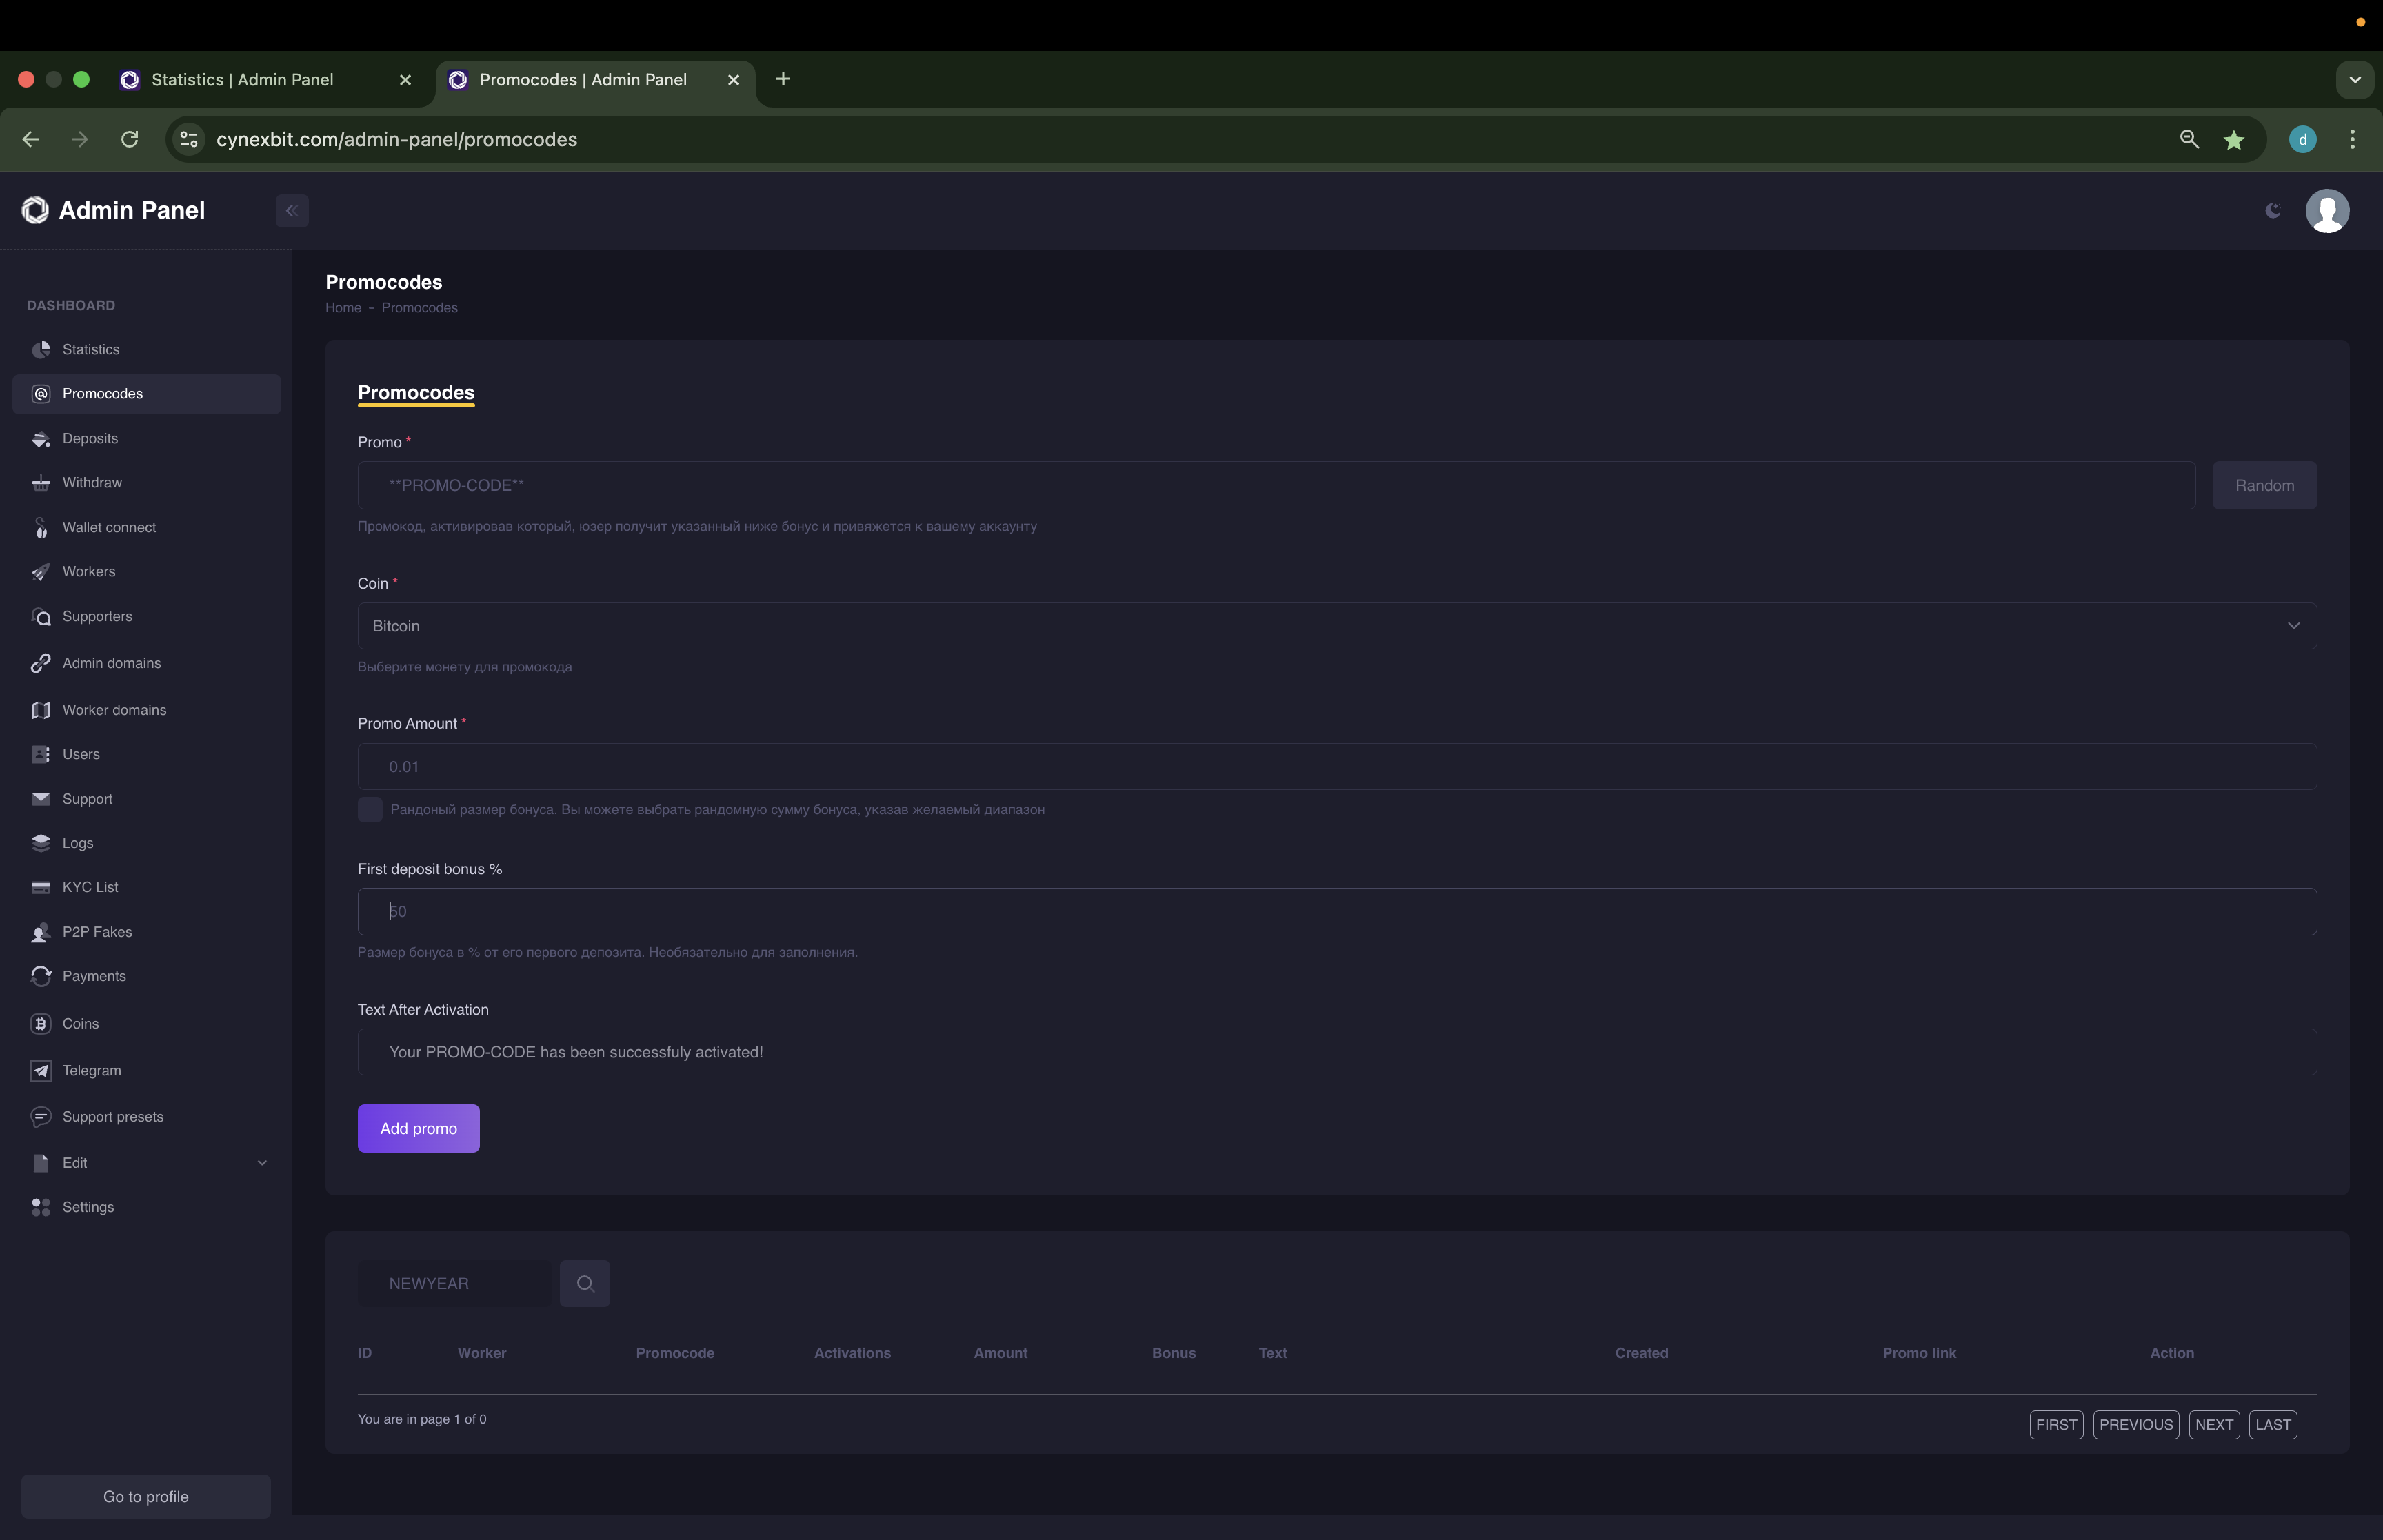 Statistics | Admin Panel
Promocodes | Admin Panel
cynexbit.com/admin-panel/promocodes
d
Admin Panel
DASHBOARD
Statistics
Promocodes
Deposits
Withdraw
Wallet connect
Workers
Supporters
Admin domains
Worker domains
Users
Support
Logs
KYC List
P2P Fakes
Payments
Coins
Telegram
Support presets
Edit
Settings
Go to profile
Promocodes
Home - Promocodes
Promocodes
Promo *
**PROMO-CODE**
Random
Промокод, активировав который, юзер получит указанный ниже бонус и привяжется к вашему аккаунту
Coin *
Bitcoin
Выберите монету для промокода
Promo Amount *
0.01
Рандоный размер бонуса. Вы можете выбрать рандомную сумму бонуса, указав желаемый диапазон
First deposit bonus %
50
Размер бонуса в % от его первого депозита. Необязательно для заполнения.
Text After Activation
Your PROMO-CODE has been successfuly activated!
Add promo
NEWYEAR
ID Worker Promocode Activations Amount Bonus Text Created Promo link Action
You are in page 1 of 0
FIRST PREVIOUS NEXT LAST